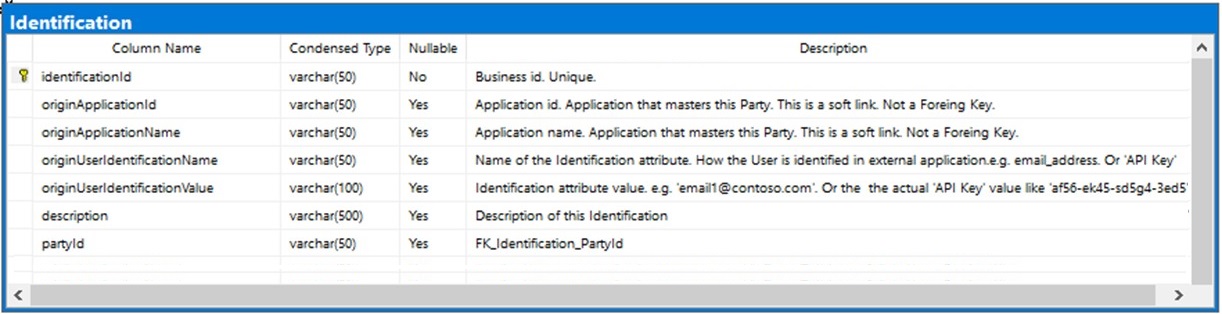 Identification
Column Name Condensed Type Nullable Description
identificationId varchar(50) No Business id. Unique.
originApplicationId varchar(50) Yes Application id. Application that masters this Party. This is a soft link. Not a Foreing Key.
originApplicationName varchar(50) Yes Application name. Application that masters this Party. This is a soft link. Not a Foreing Key.
originUserIdentificationName varchar(50) Yes Name of the Identification attribute. How the User is identified in external application.e.g. email_address. Or 'API Key'
originUserIdentificationValue varchar(100) Yes Identification attribute value. e.g. 'email1@contoso.com'. Or the the actual 'API Key' value like 'af56-ek45-sd5g4-3ed5'
description varchar(500) Yes Description of this Identification
partyId varchar(50) Yes FK_Identification_PartyId